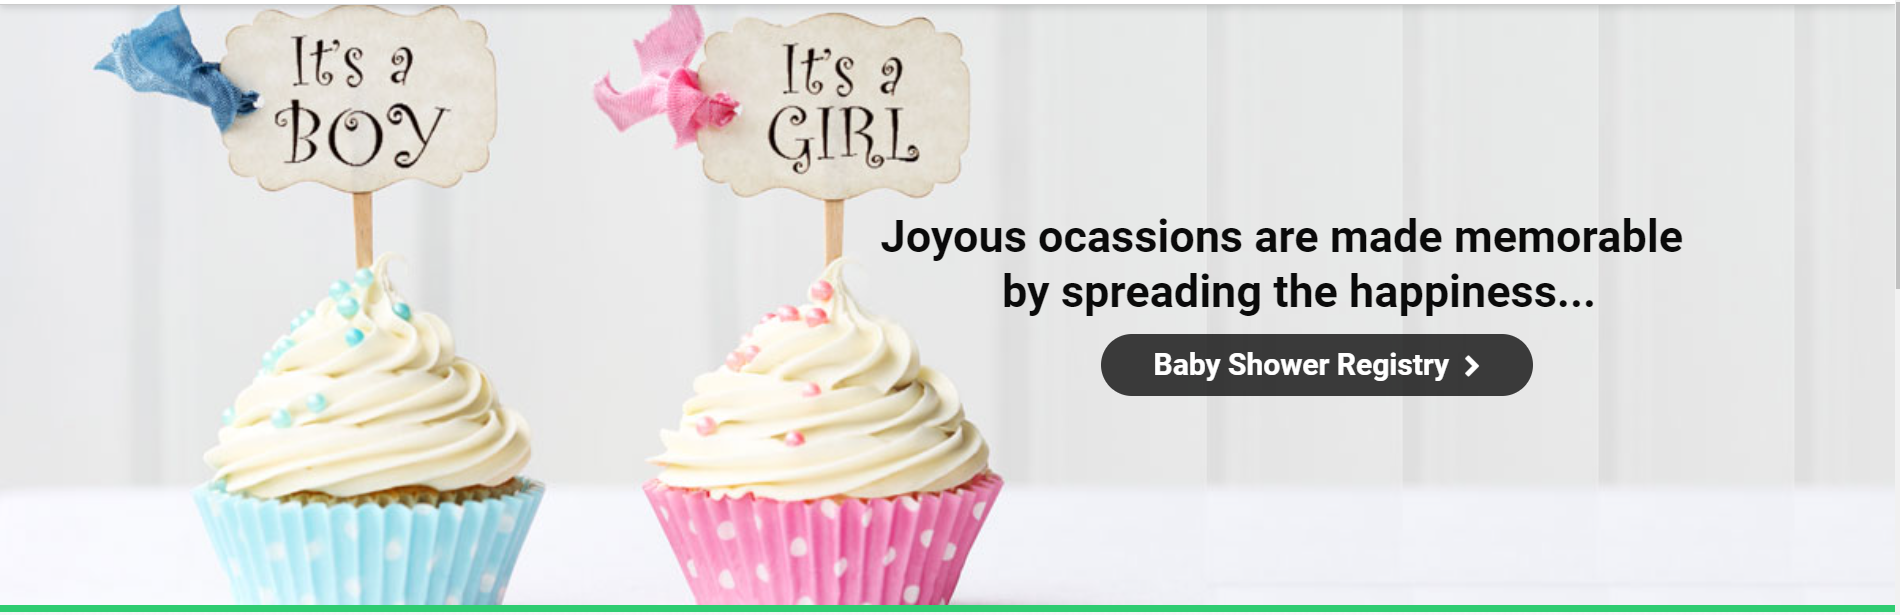 It's a
BOY
It's a
GIRL
Joyous ocassions are made memorable
by spreading the happiness...
Baby Shower Registry